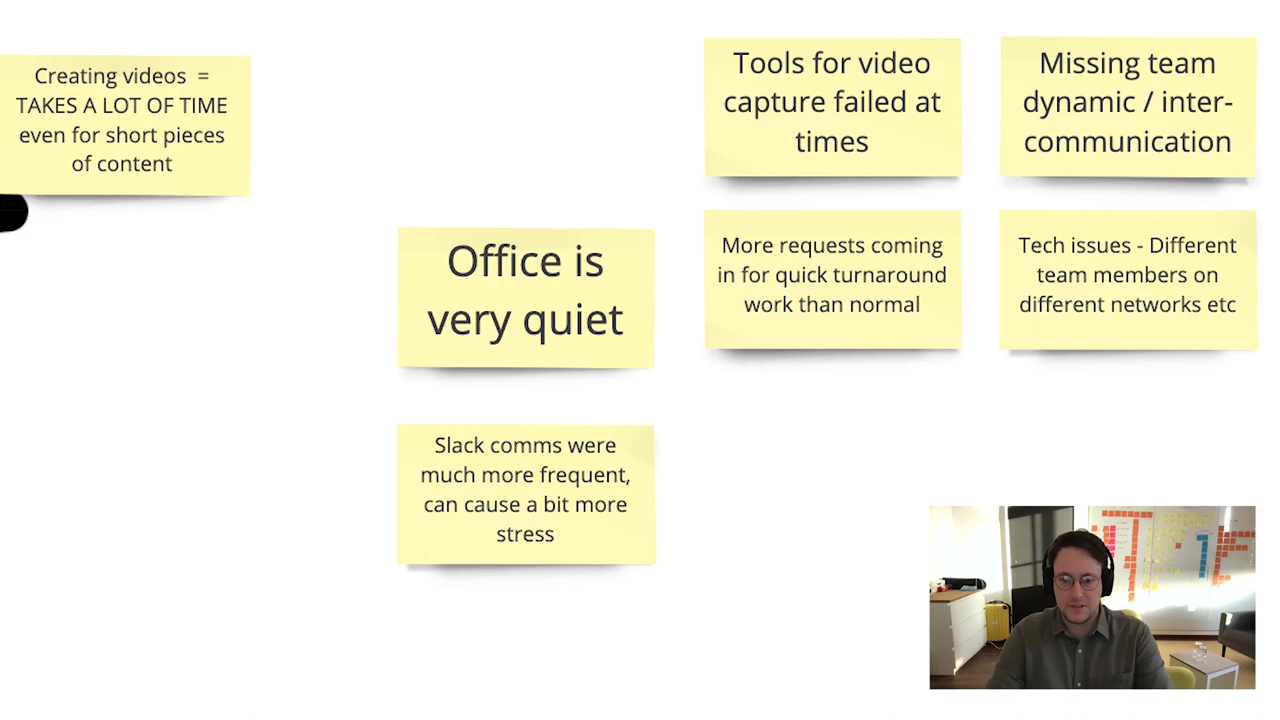 Creating videos =
TAKES A LOT OF TIME
even for short pieces
of content
Tools for video
capture failed at
times
Missing team
dynamic / inter-
communication
Office is
very quiet
More requests coming
in for quick turnaround
work than normal
Tech issues - Different
team members on
different networks etc
Slack comms were
much more frequent,
can cause a bit more
stress